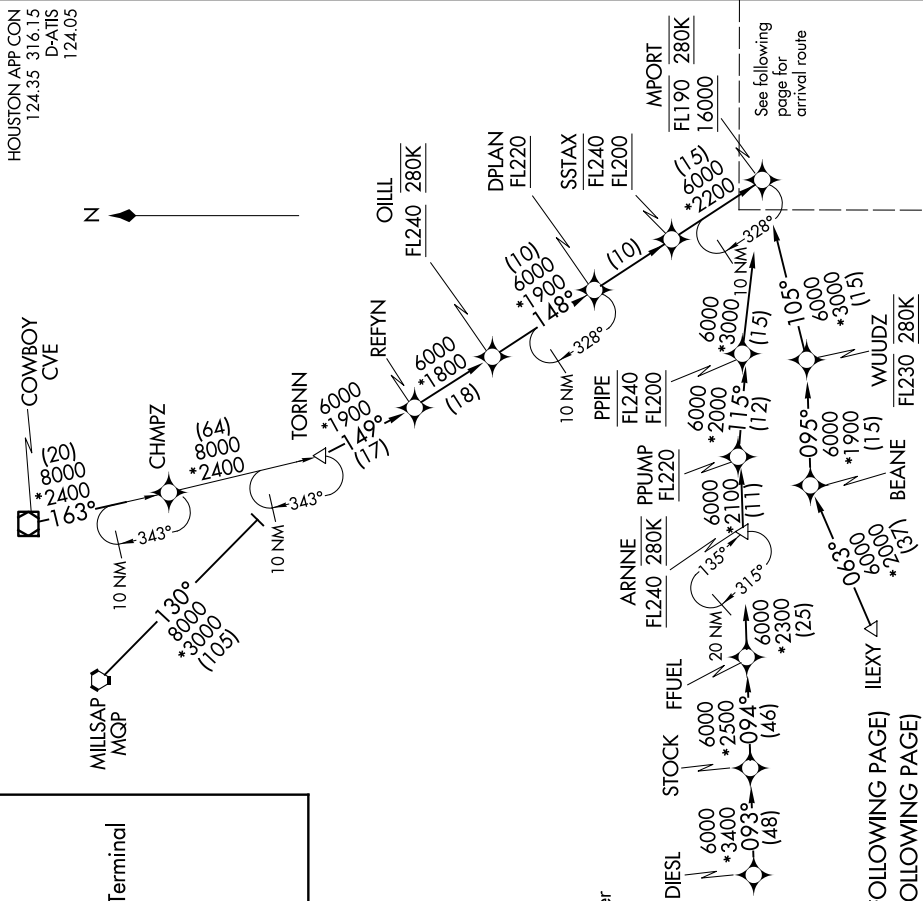 HOUSTON APP CON
124.35 316.15
D-ATIS
124.05
N
COWBOY
CVE
(20)
8000
*2400
163°
10 NM
343°
CHMPZ
(64)
8000
*2400
MILLSAP
MQP
130°
8000
*3000
(105)
10 NM
343°
TORNN
6000
*1900
149°
(17)
REFYN
6000
*1800
(18)
OILLL
FL240 280K
(10)
6000
*1900
148°
10 NM
328°
DPLAN
FL220
(10)
SSTAX
FL240
FL200
(15)
6000
*2200
MPORT
FL190 280K
16000
10 NM
328°
See following
page for
arrival route
Terminal
er
DIESL
6000
*3400
093°
(48)
STOCK
6000
*2500
094°
(46)
FFUEL
6000
*2300
(25)
20 NM
135°
315°
ARNNE
FL240 280K
6000
*2100
(11)
PPUMP
FL220
6000
*2000
115°
(12)
PPIPE
FL240
FL200
6000
*3000
(15)
ILEXY
063°
6000
*2000
(37)
BEANE
095°
6000
*1900
(15)
WUUDZ
FL230 280K
105°
6000
*3000
(15)
FOLLOWING PAGE)
OLLOWING PAGE)